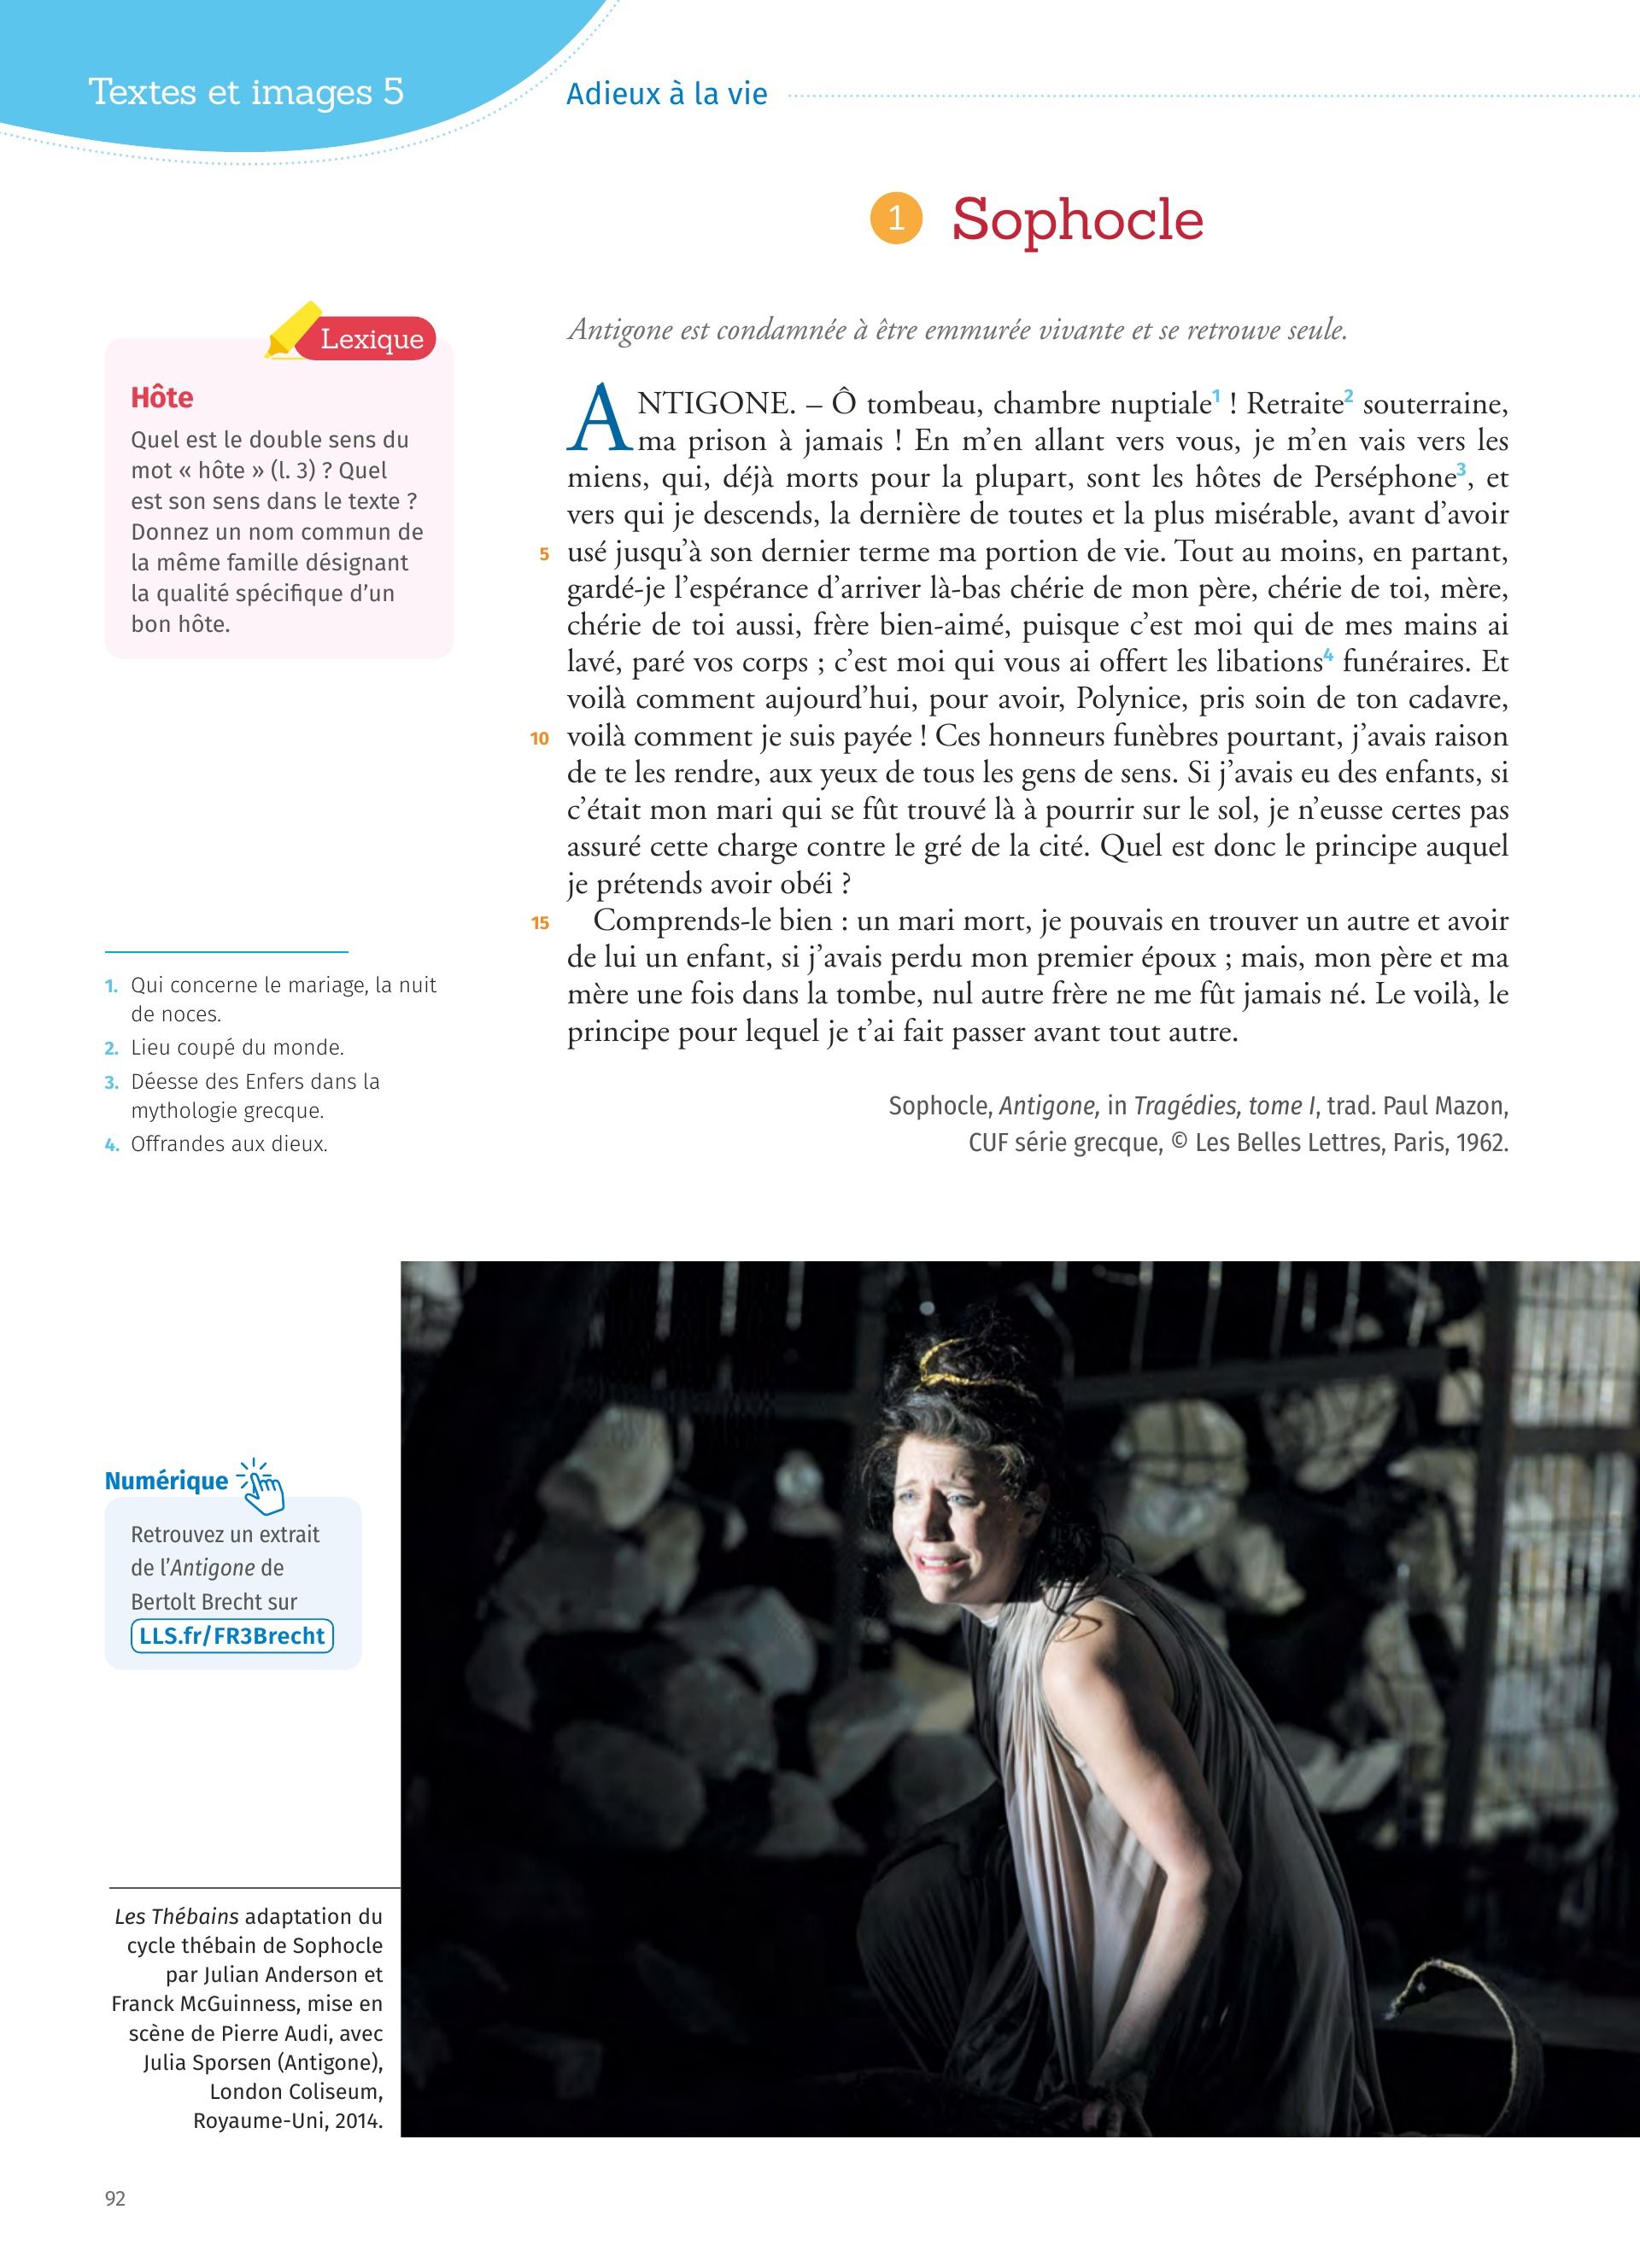 Textes et images 5
Adieux à la vie
1 Sophocle
Lexique
Hôte
Quel est le double sens du
mot « hôte » (l. 3) ? Quel
est son sens dans le texte ?
Donnez un nom commun de
la même famille désignant
la qualité spécifique d’un
bon hôte.
Antigone est condamnée à être emmurée vivante et se retrouve seule.
ANTIGONE. – Ô tombeau, chambre nuptiale1 ! Retraite2 souterraine,
ma prison à jamais ! En m’en allant vers vous, je m’en vais vers les
miens, qui, déjà morts pour la plupart, sont les hôtes de Perséphone3, et
vers qui je descends, la dernière de toutes et la plus misérable, avant d’avoir
5 usé jusqu’à son dernier terme ma portion de vie. Tout au moins, en partant,
gardé-je l’espérance d’arriver là-bas chérie de mon père, chérie de toi, mère,
chérie de toi aussi, frère bien-aimé, puisque c’est moi qui de mes mains ai
lavé, paré vos corps ; c’est moi qui vous ai offert les libations4 funéraires. Et
voilà comment aujourd’hui, pour avoir, Polynice, pris soin de ton cadavre,
10 voilà comment je suis payée ! Ces honneurs funèbres pourtant, j’avais raison
de te les rendre, aux yeux de tous les gens de sens. Si j’avais eu des enfants, si
c’était mon mari qui se fût trouvé là à pourrir sur le sol, je n’eusse certes pas
assuré cette charge contre le gré de la cité. Quel est donc le principe auquel
je prétends avoir obéi ?
15 Comprends-le bien : un mari mort, je pouvais en trouver un autre et avoir
de lui un enfant, si j’avais perdu mon premier époux ; mais, mon père et ma
mère une fois dans la tombe, nul autre frère ne me fût jamais né. Le voilà, le
principe pour lequel je t’ai fait passer avant tout autre.
Sophocle, Antigone, in Tragédies, tome I, trad. Paul Mazon,
CUF série grecque, © Les Belles Lettres, Paris, 1962.
1. Qui concerne le mariage, la nuit
de noces.
2. Lieu coupé du monde.
3. Déesse des Enfers dans la
mythologie grecque.
4. Offrandes aux dieux.
Numérique
Retrouvez un extrait
de l’Antigone de
Bertolt Brecht sur
LLS.fr/FR3Brecht
Les Thébains adaptation du
cycle thébain de Sophocle
par Julian Anderson et
Franck McGuinness, mise en
scène de Pierre Audi, avec
Julia Sporsen (Antigone),
London Coliseum,
Royaume-Uni, 2014.
92